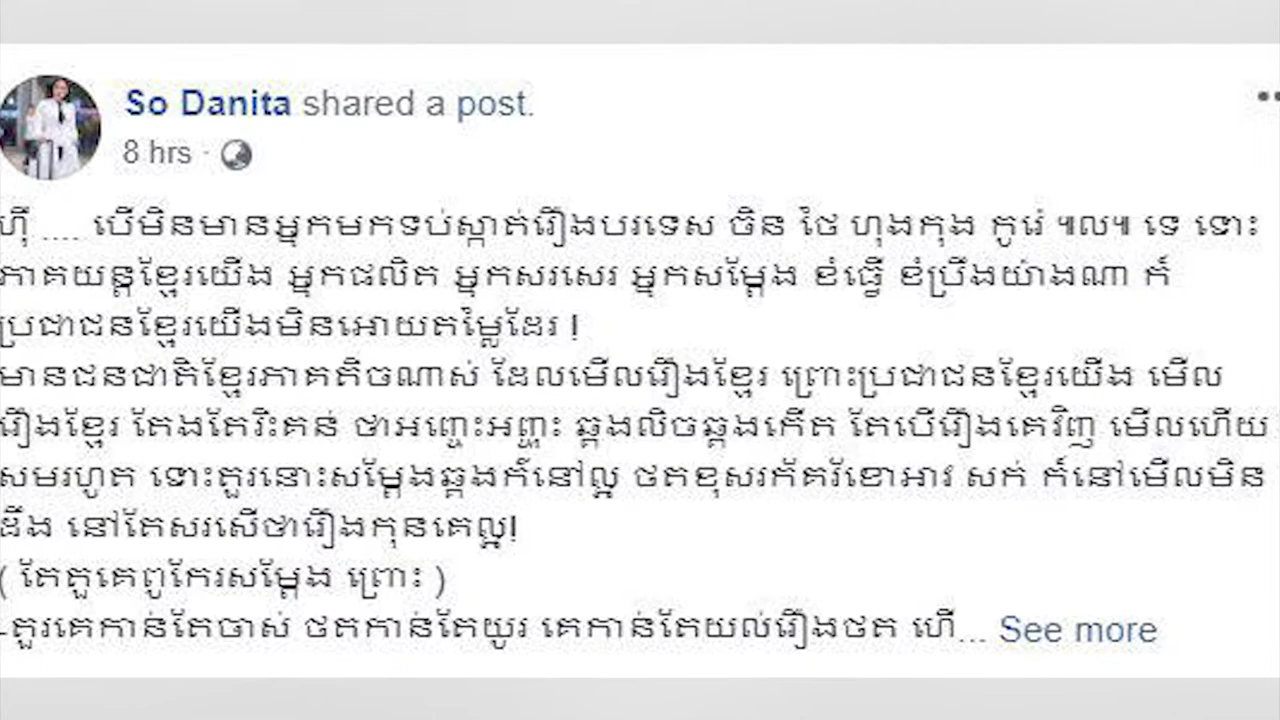 So Danita shared a post.
8 hrs ·
ហ៊ឺ .... បើមិនមានអ្នកមកទប់ស្កាត់រឿងបរទេស ចិន ថៃ ហុងកុង កូរ៉េ ៕ល៕ ទេ ទោះ
ភាគយន្តខ្មែរយើង អ្នកផលិត អ្នកសរសេរ អ្នកសម្តែង ខំធ្វើ ខំប្រឹងយ៉ាងណា ក៍
ប្រជាជនខ្មែរយើងមិនអោយតម្លៃដែរ !
មានជនជាតិខ្មែរភាគតិចណាស់ ដែលមើលរឿងខ្មែរ ព្រោះប្រជាជនខ្មែរយើង មើល
រឿងខ្មែរ តែងតែរិះគន់ ថាអញ្ចេះអញ្ចុះ ឆ្គងលិចឆ្គងកើត តែបើរឿងគេវិញ មើលហើយ
សមរហូត ទោះតួរនោះសម្តែងឆ្គងក៍នៅល្អ ថតខុសរក័គរ័ខោអាវ សក់ ក៍នៅមើលមិន
ដឹង នៅតែសរសើថារឿងកុនគេល្អ!
( តែតួគេពូកែរសម្តែង ព្រោះ )
-តួរគេកាន់តែចាស់ ថតកាន់តែយូរ គេកាន់តែយល់រឿងថត ហើ... See more